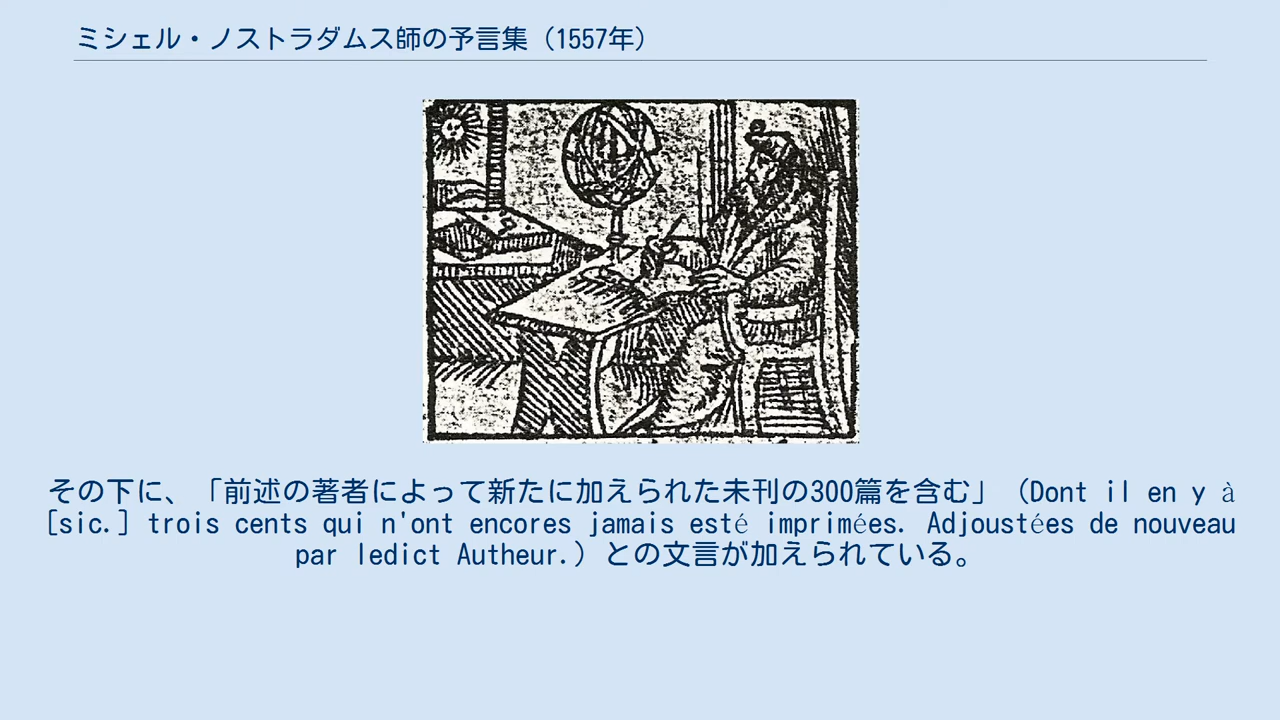 ミシェル・ノストラダムス師の予言集（1557年）
その下に、「前述の著者によって新たに加えられた未刊の300篇を含む」（Dont il en y à
[sic.] trois cents qui n'ont encores jamais esté imprimées. Adjoustées de nouveau
par ledict Autheur.）との文言が加えられている。